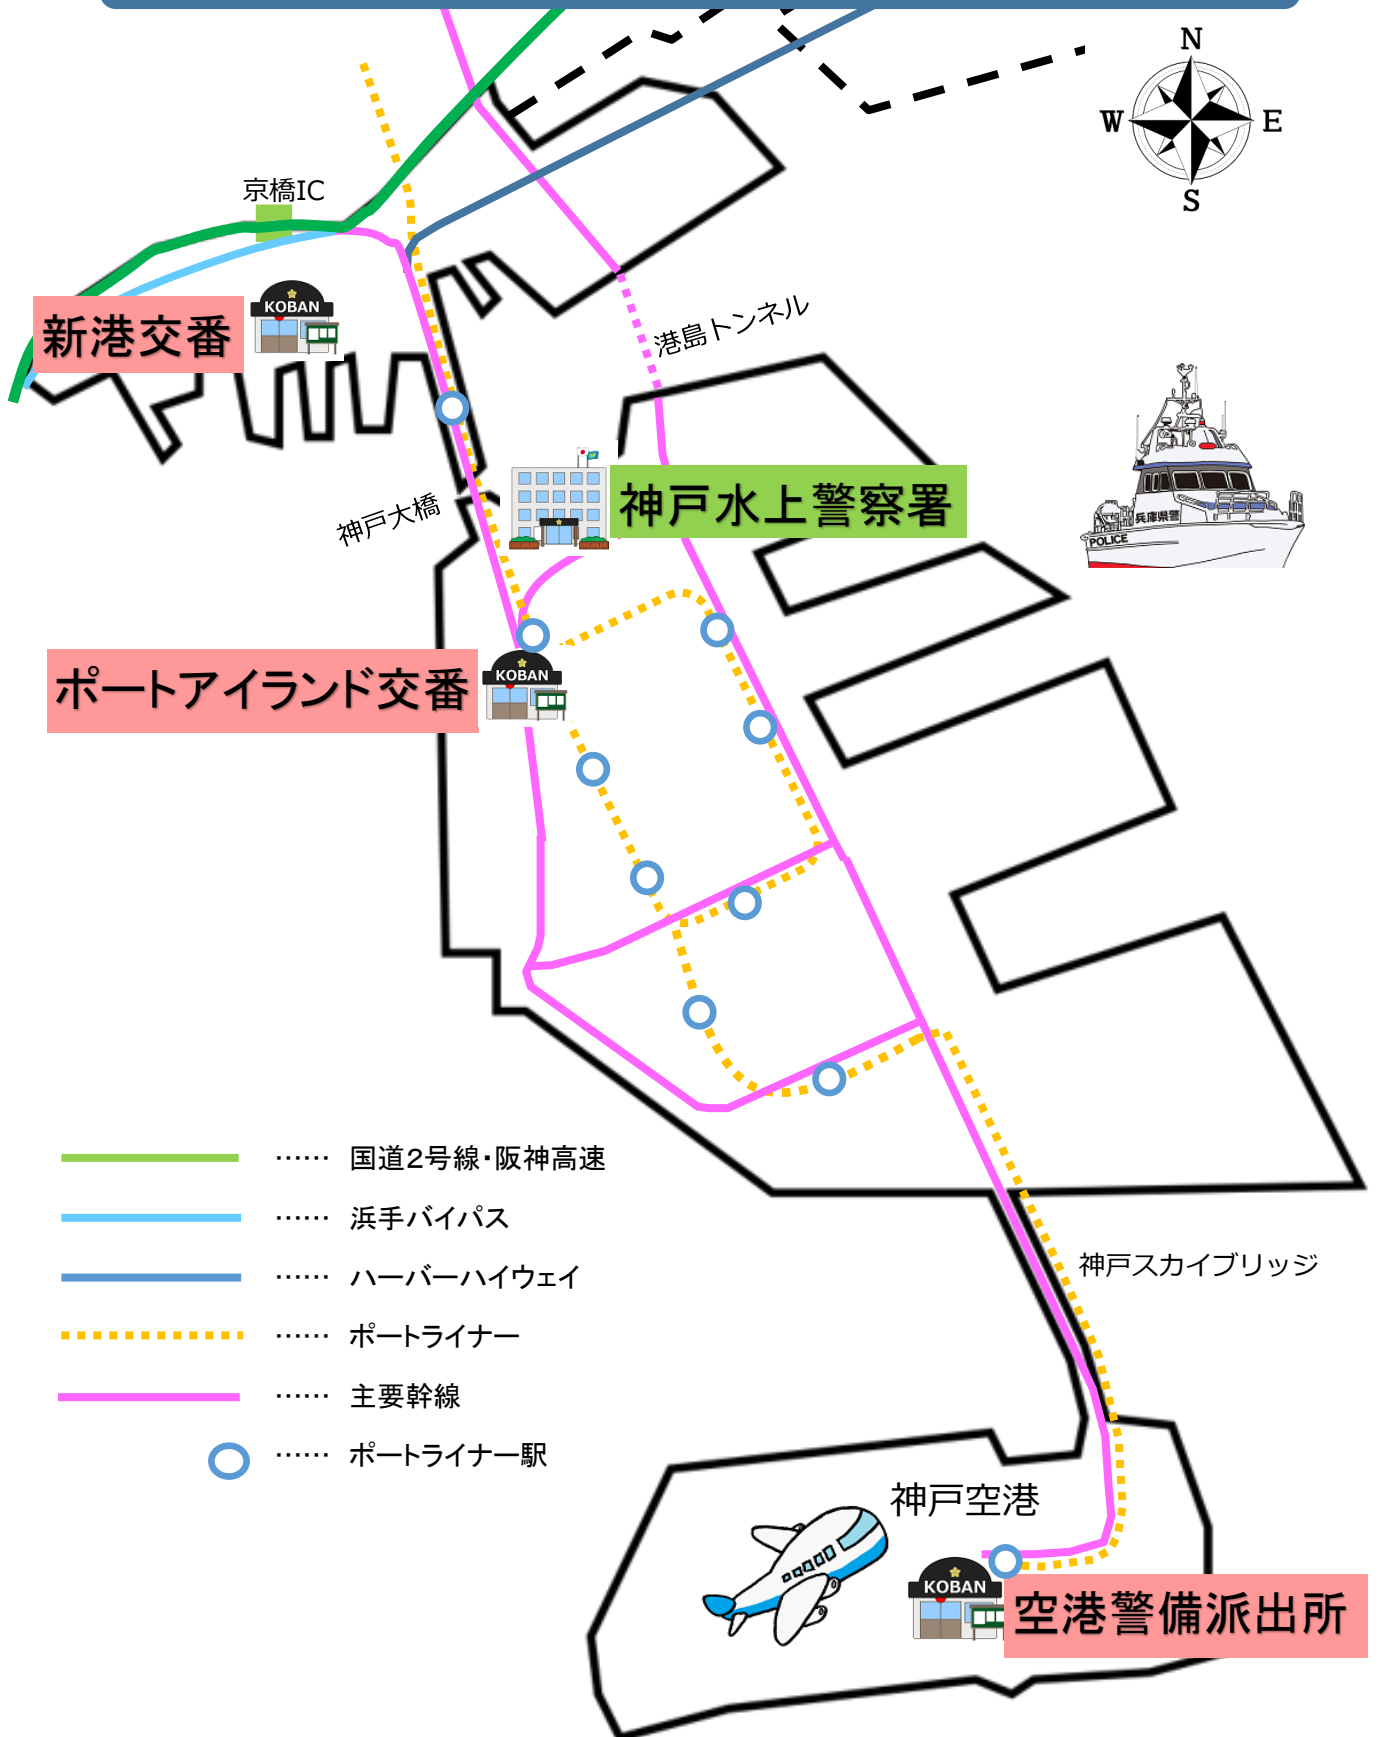 N
W E
S
京橋IC
KOBAN
新港交番
港島トンネル
神戸水上警察署
神戸大橋
兵庫県警
POLICE
ポートアイランド交番
KOBAN
…… 国道2号線・阪神高速
…… 浜手バイパス
…… ハーバーハイウェイ
…… ポートライナー
…… 主要幹線
…… ポートライナー駅
神戸スカイブリッジ
神戸空港
KOBAN
空港警備派出所